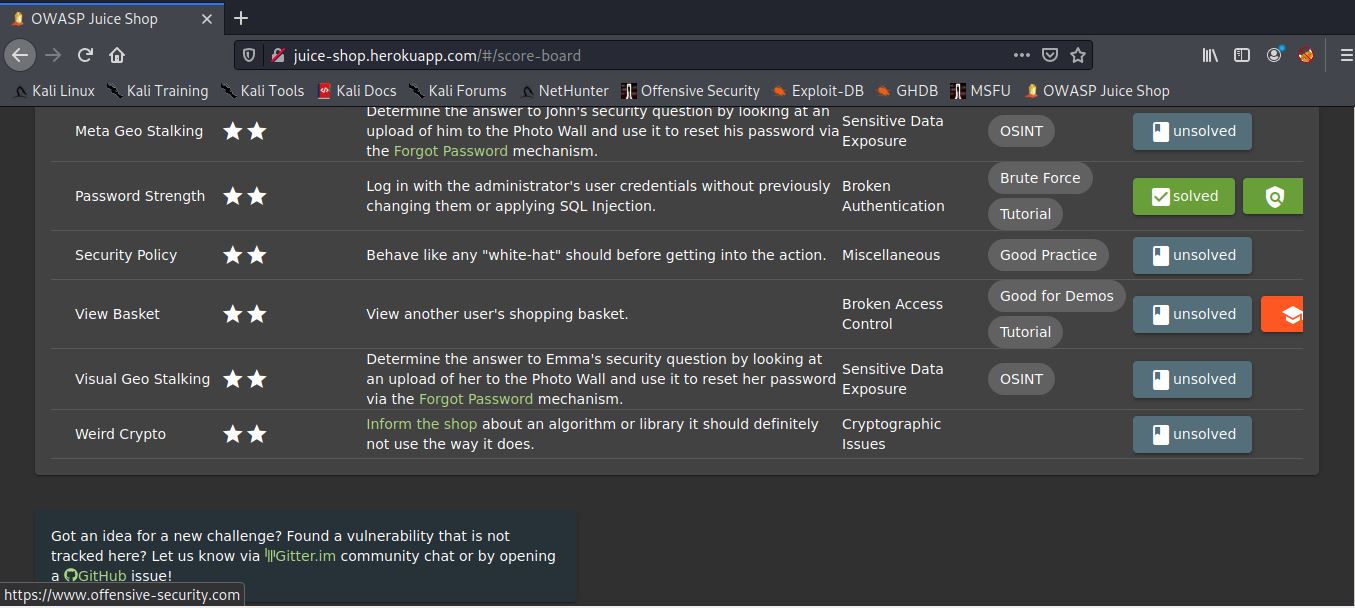 OWASP Juice Shop
juice-shop.herokuapp.com/#/score-board
Kali Linux Kali Training Kali Tools Kali Docs Kali Forums NetHunter Offensive Security Exploit-DB GHDB MSFU OWASP Juice Shop
Meta Geo Stalking
Determine the answer to John's security question by looking at an
upload of him to the Photo Wall and use it to reset his password via
the Forgot Password mechanism.
Sensitive Data
Exposure
OSINT
unsolved
Password Strength
Log in with the administrator's user credentials without previously
changing them or applying SQL Injection.
Broken
Authentication
Brute Force
Tutorial
solved
Security Policy
Behave like any "white-hat" should before getting into the action.
Miscellaneous
Good Practice
unsolved
View Basket
View another user's shopping basket.
Broken Access
Control
Good for Demos
Tutorial
unsolved
Visual Geo Stalking
Determine the answer to Emma's security question by looking at
an upload of her to the Photo Wall and use it to reset her password
via the Forgot Password mechanism.
Sensitive Data
Exposure
OSINT
unsolved
Weird Crypto
Inform the shop about an algorithm or library it should definitely
not use the way it does.
Cryptographic
Issues
unsolved
Got an idea for a new challenge? Found a vulnerability that is not
tracked here? Let us know via Gitter.im community chat or by opening
a GitHub issue!
https://www.offensive-security.com